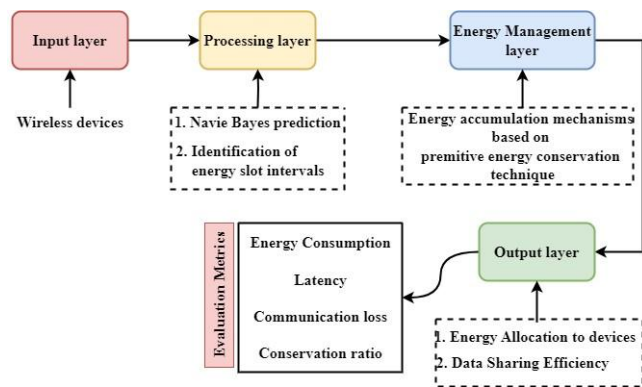 Input layer
Processing layer
Energy Management
layer
Wireless devices
1. Navie Bayes prediction
2. Identification of
energy slot intervals
Energy accumulation mechanisms
based on
premitive energy conservation
technique
Output layer
1. Energy Allocation to devices
2. Data Sharing Efficiency
Evaluation Metrics
Energy Consumption
Latency
Communication loss
Conservation ratio